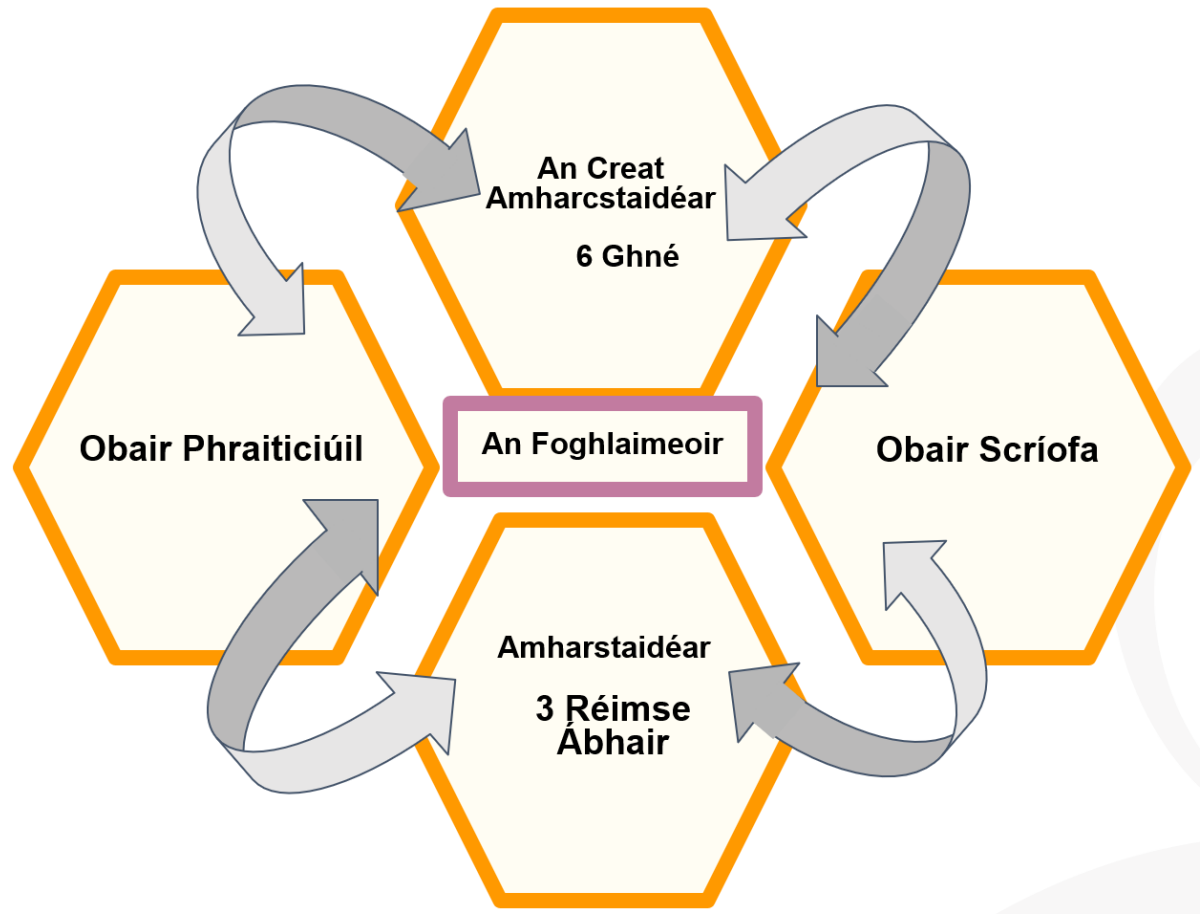 An Creat
Amharcstaidéar
6 Ghné
Obair Phraiticiúil
An Foghlaimeoir
Obair Scríofa
Amharstaidéar
3 Réimse
Ábhair